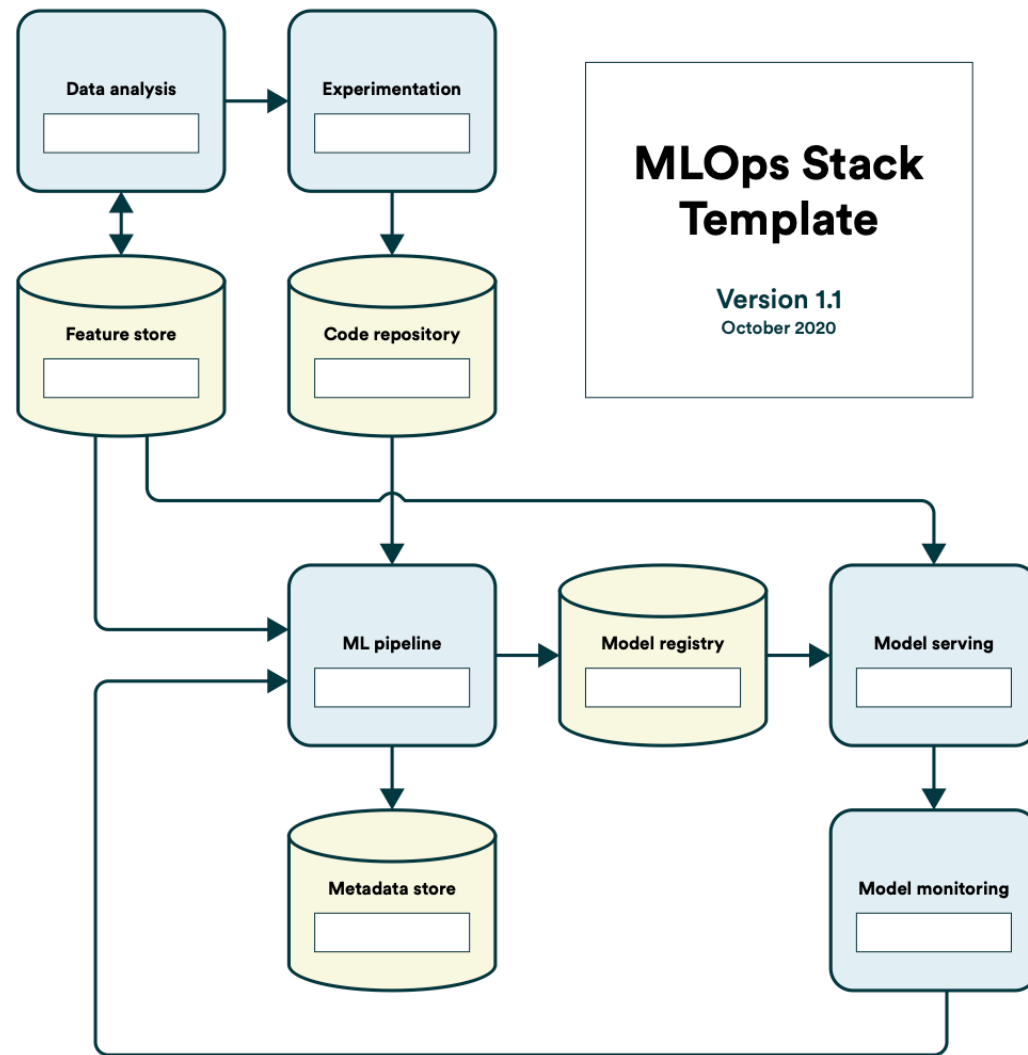 Data analysis
Experimentation
MLOps Stack
Template
Version 1.1
October 2020
Feature store
Code repository
ML pipeline
Model registry
Model serving
Metadata store
Model monitoring